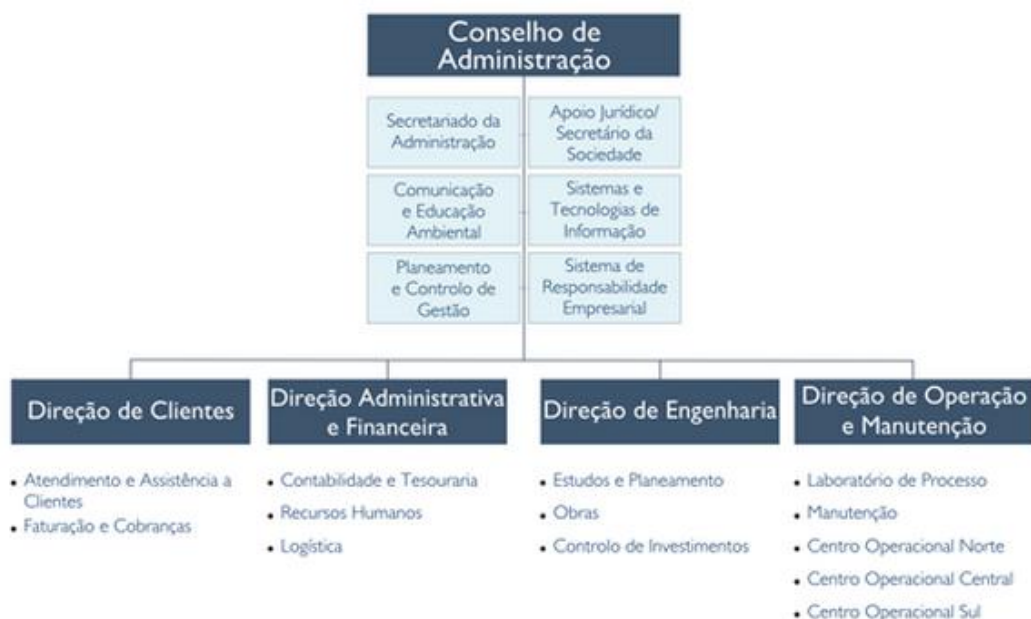 Conselho de
Administração
Secretariado da
Administração
Apoio Jurídico/
Secretário da
Sociedade
Comunicação
e Educação
Ambiental
Sistemas e
Tecnologias de
Informação
Planeamento
e Controlo de
Gestão
Sistema de
Responsabilidade
Empresarial
Direção de Clientes
• Atendimento e Assistência a
Clientes
• Faturação e Cobranças
Direção Administrativa
e Financeira
• Contabilidade e Tesouraria
• Recursos Humanos
• Logística
Direção de Engenharia
• Estudos e Planeamento
• Obras
• Controlo de Investimentos
Direção de Operação
e Manutenção
• Laboratório de Processo
• Manutenção
• Centro Operacional Norte
• Centro Operacional Central
• Centro Operacional Sul